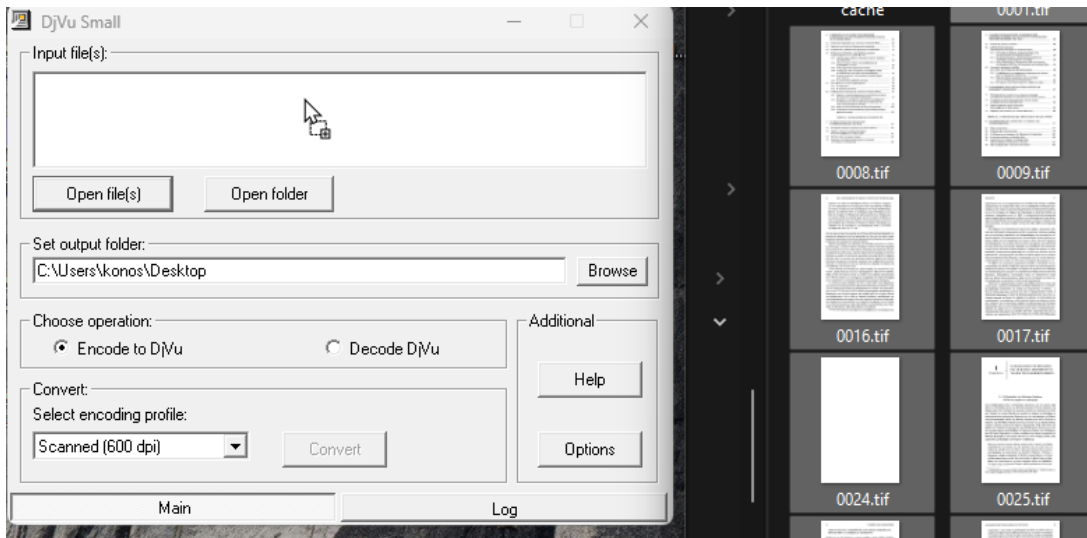 DjVu Small
Input file(s):
Open file(s)
Open folder
Set output folder:
C:\Users\konos\Desktop
Browse
Choose operation:
Encode to DjVu
Decode DjVu
Additional
Help
Convert:
Select encoding profile:
Scanned (600 dpi)
Convert
Options
Main
Log
cache
0001.tif
0008.tif
0009.tif
0016.tif
0017.tif
0024.tif
0025.tif